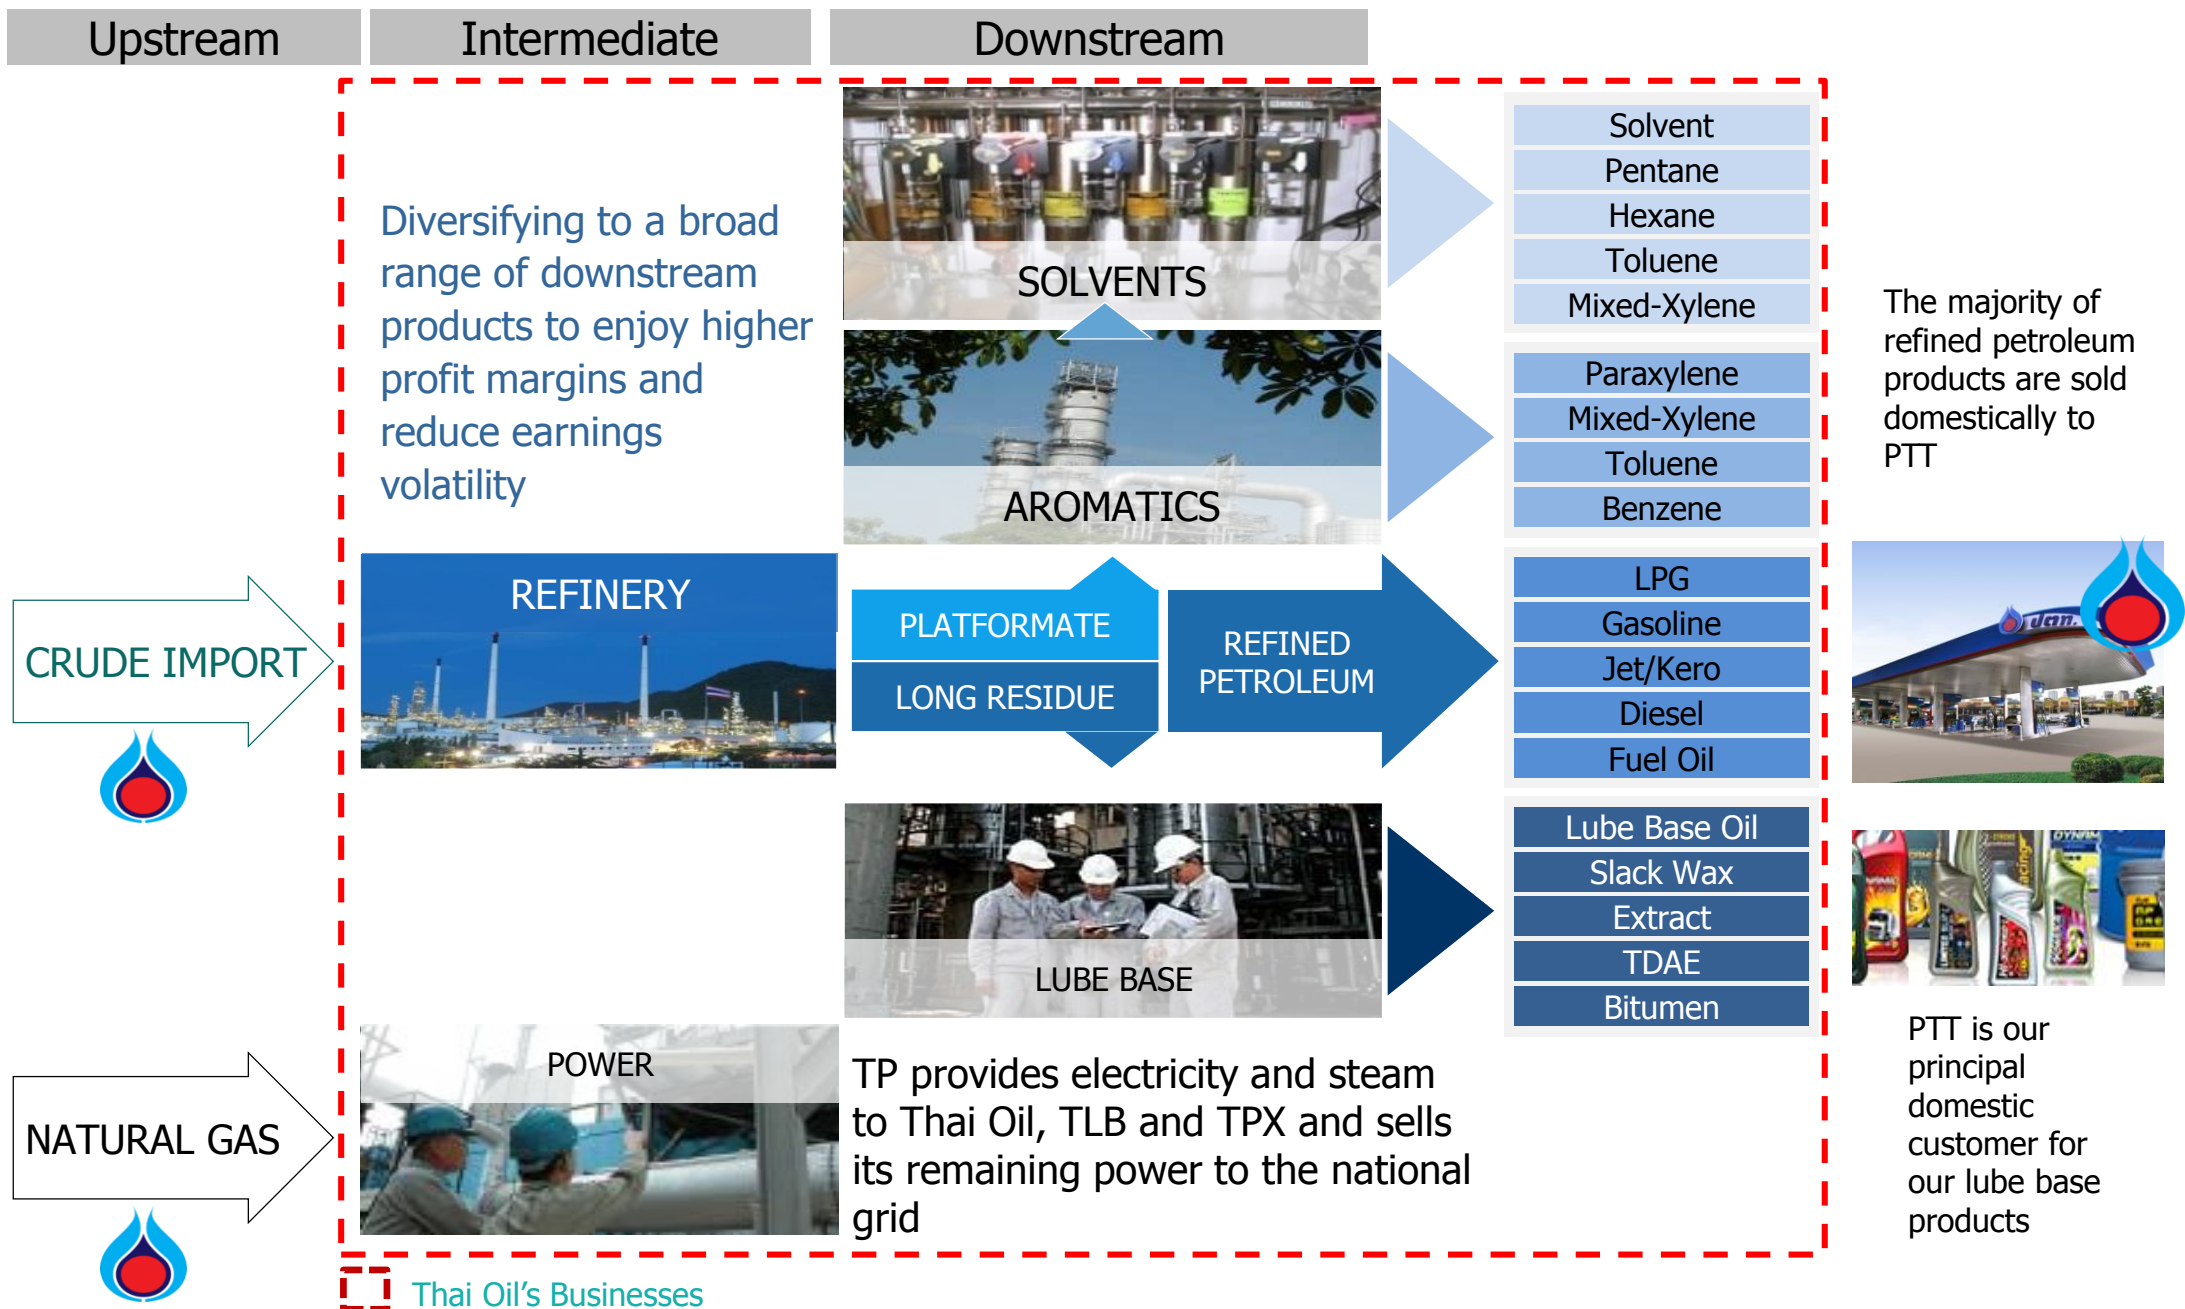 Upstream
Intermediate
Downstream
Diversifying to a broad
range of downstream
products to enjoy higher
profit margins and
reduce earnings
volatility
SOLVENTS
Solvent
Pentane
Hexane
Toluene
Mixed-Xylene
AROMATICS
Paraxylene
Mixed-Xylene
Toluene
Benzene
The majority of
refined petroleum
products are sold
domestically to
PTT
CRUDE IMPORT
REFINERY
PLATFORMATE
LONG RESIDUE
REFINED
PETROLEUM
LPG
Gasoline
Jet/Kero
Diesel
Fuel Oil
ปตท.
LUBE BASE
Lube Base Oil
Slack Wax
Extract
TDAE
Bitumen
NATURAL GAS
POWER
TP provides electricity and steam
to Thai Oil, TLB and TPX and sells
its remaining power to the national
grid
PTT is our
principal
domestic
customer for
our lube base
products
Thai Oil's Businesses